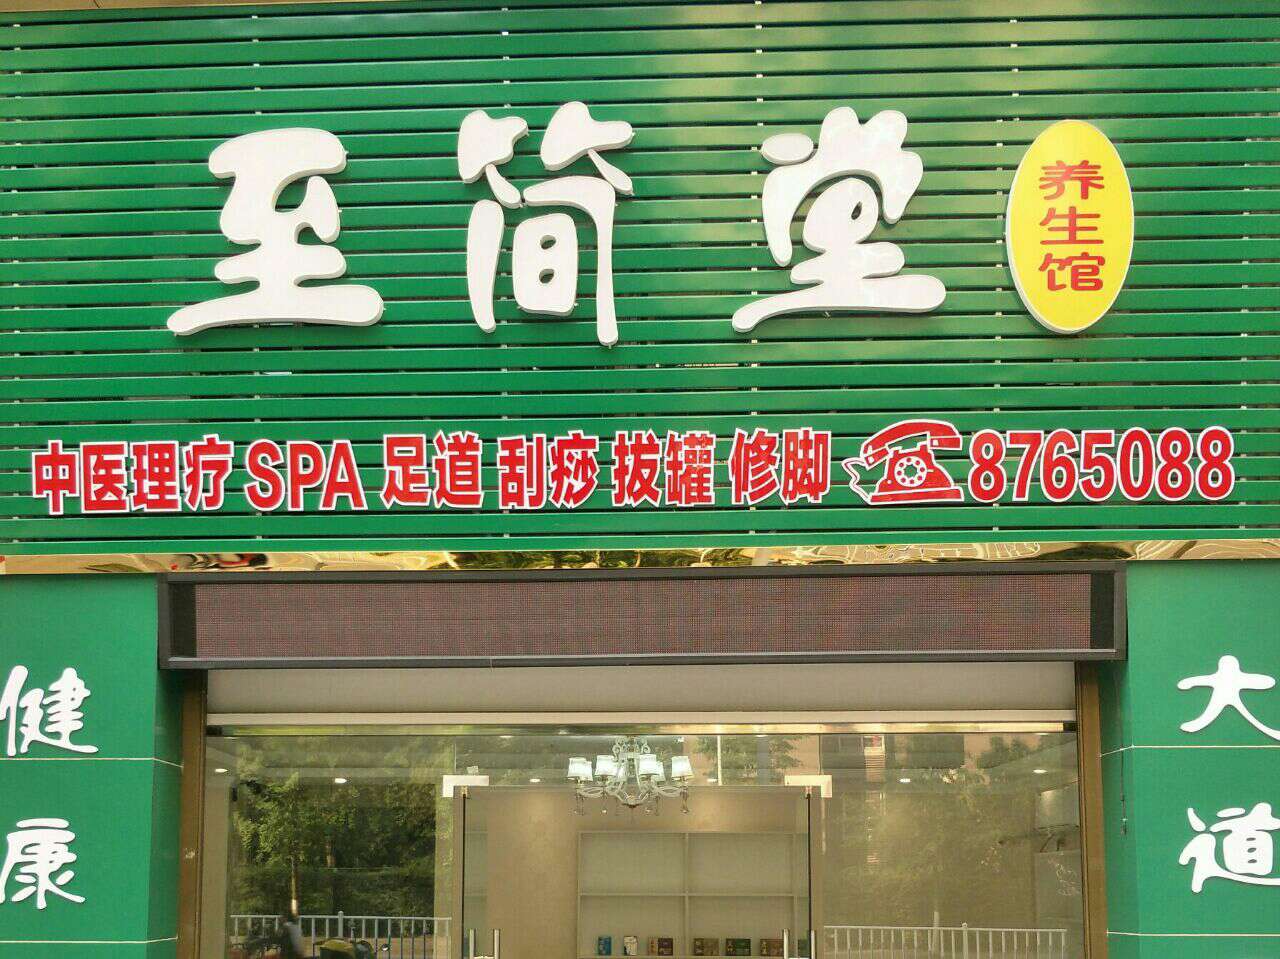 至简堂
养生馆
中医理疗 SPA 足道 刮痧 拔罐 修脚 8765088
健康
大道